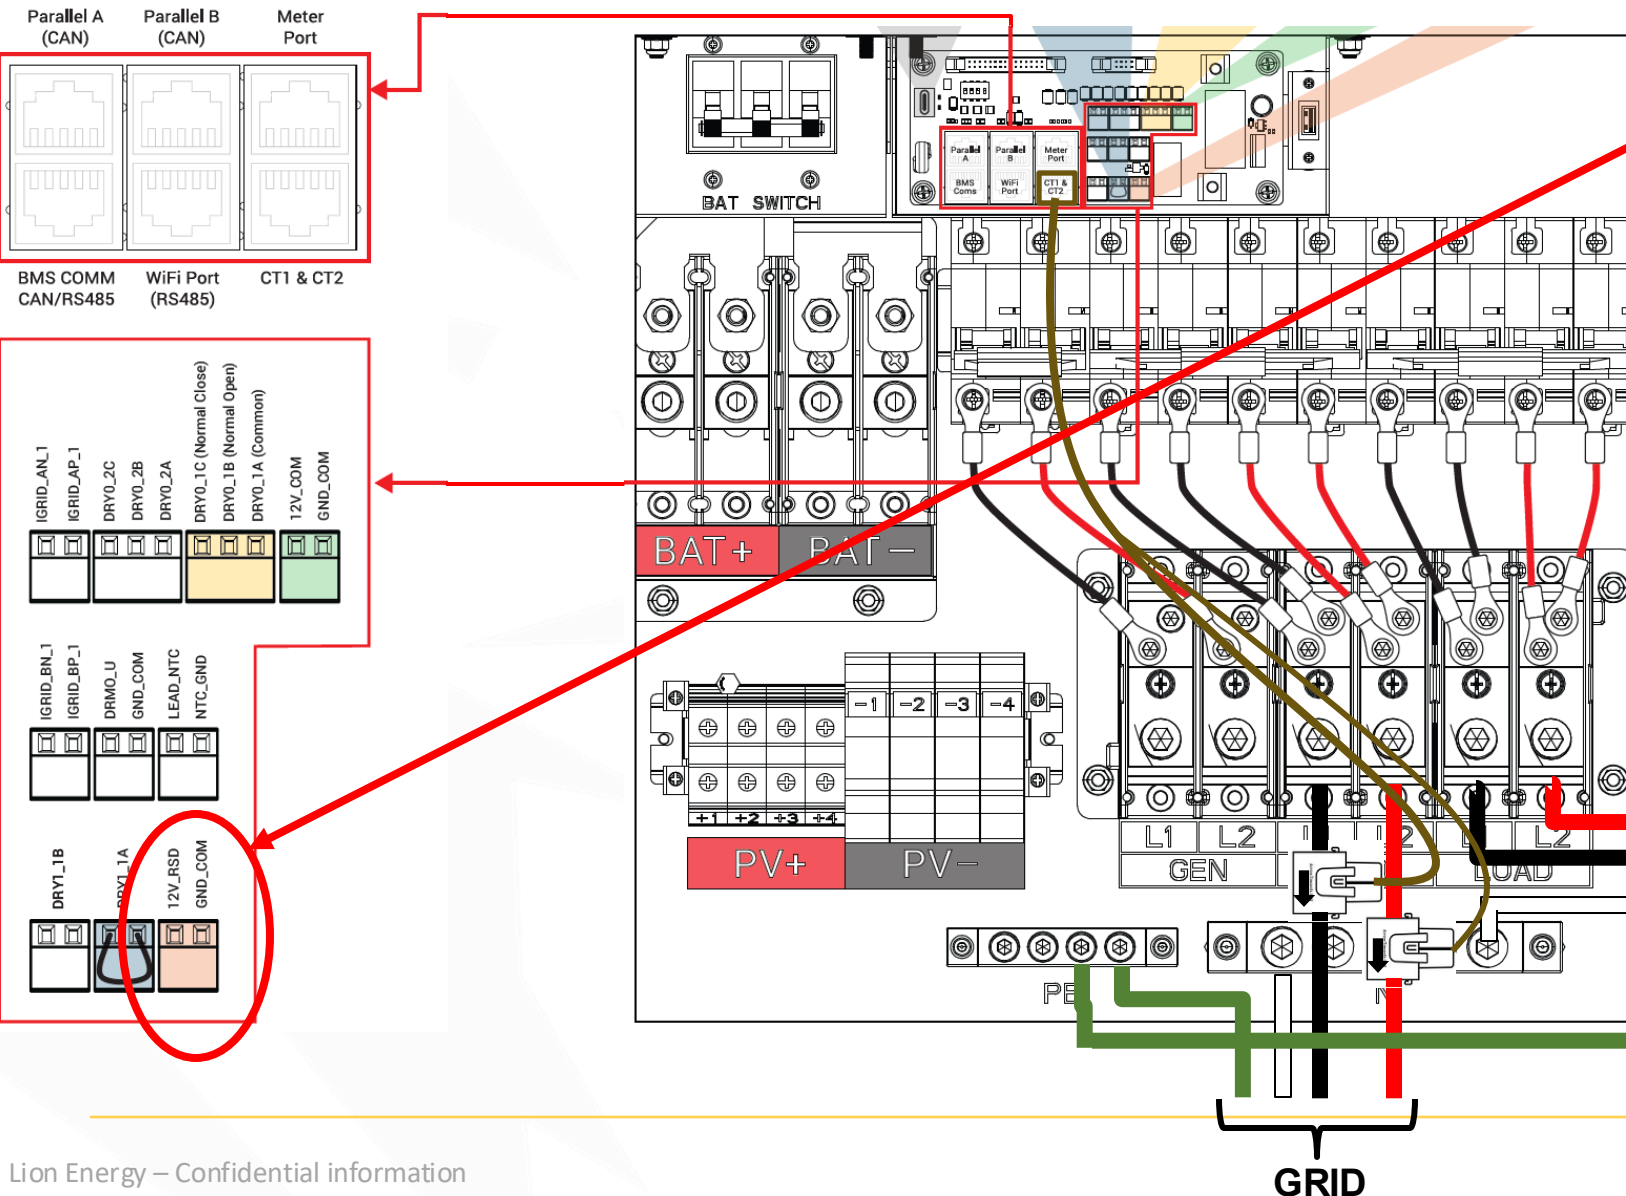 Parallel A
(CAN)
Parallel B
(CAN)
Meter
Port
BMS COMM
CAN/RS485
WiFi Port
(RS485)
CT1 & CT2
IGRID_AN_1
IGRID_AP_1
DRY0_2C
DRY0_2B
DRY0_2A
DRY0_1C (Normal Close)
DRY0_1B (Normal Open)
DRY0_1A (Common)
12V_COM
GND_COM
IGRID_BN_1
IGRID_BP_1
DRMO_U
GND_COM
LEAD_NTC
NTC_GND
DRY1_1B
DRY1_1A
12V_RSD
GND_COM
BAT SWITCH
Parallel
A
Parallel
B
Meter
Port
BMS
Coms
WiFi
Port
CT1 &
CT2
BAT+
BAT−
−1
−2
−3
−4
+1
+2
+3
+4
PV+
PV−
L1
L2
L2
GEN
LOAD
PE
N
GRID
Lion Energy – Confidential information